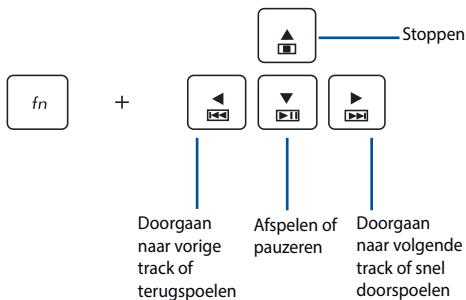 Stoppen
fn
+
Doorgaan
naar vorige
track of
terugspoelen
Afspelen of
pauzeren
Doorgaan
naar volgende
track of snel
doorspoelen